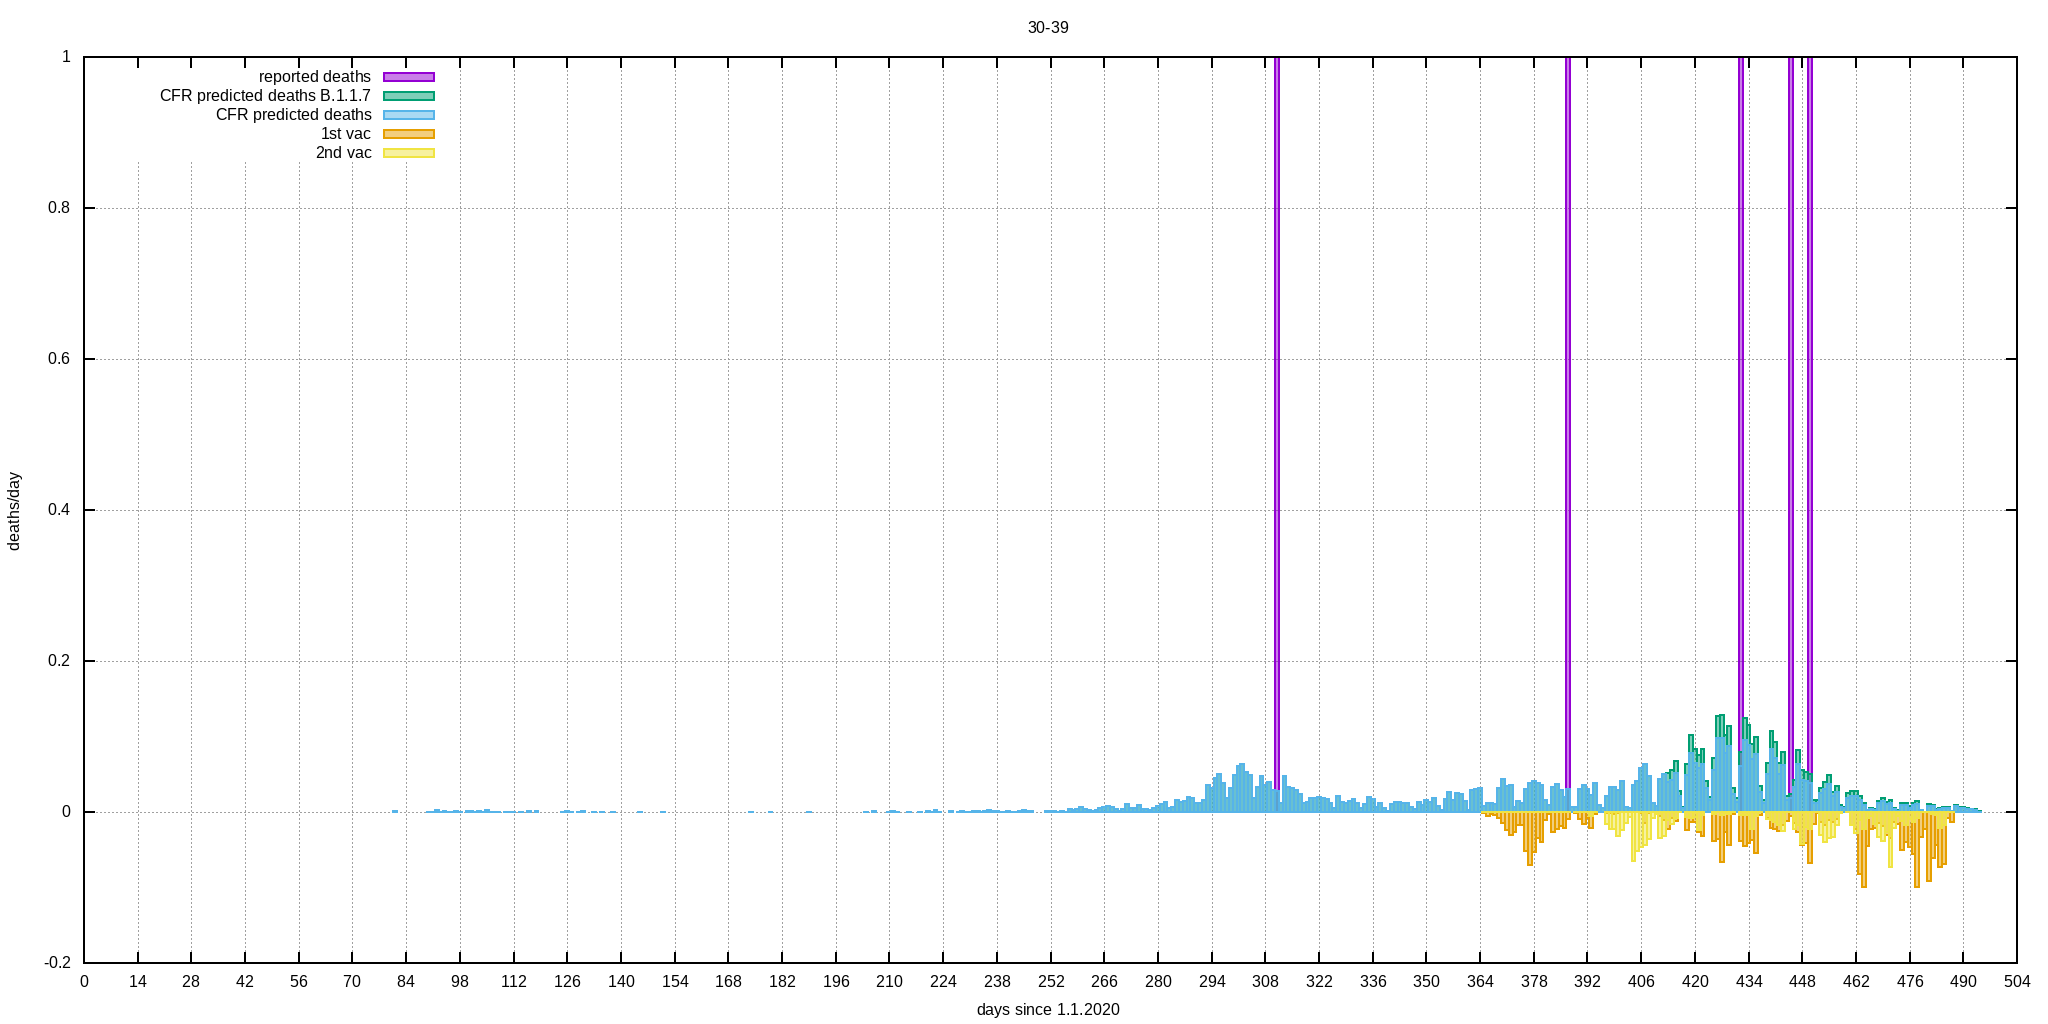 30-39
reported deaths
CFR predicted deaths B.1.1.7
CFR predicted deaths
1st vac
2nd vac
1
0.8
0.6
0.4
0.2
0
-0.2
deaths/day
0 14 28 42 56 70 84 98 112 126 140 154 168 182 196 210 224 238 252 266 280 294 308 322 336 350 364 378 392 406 420 434 448 462 476 490 504
days since 1.1.2020